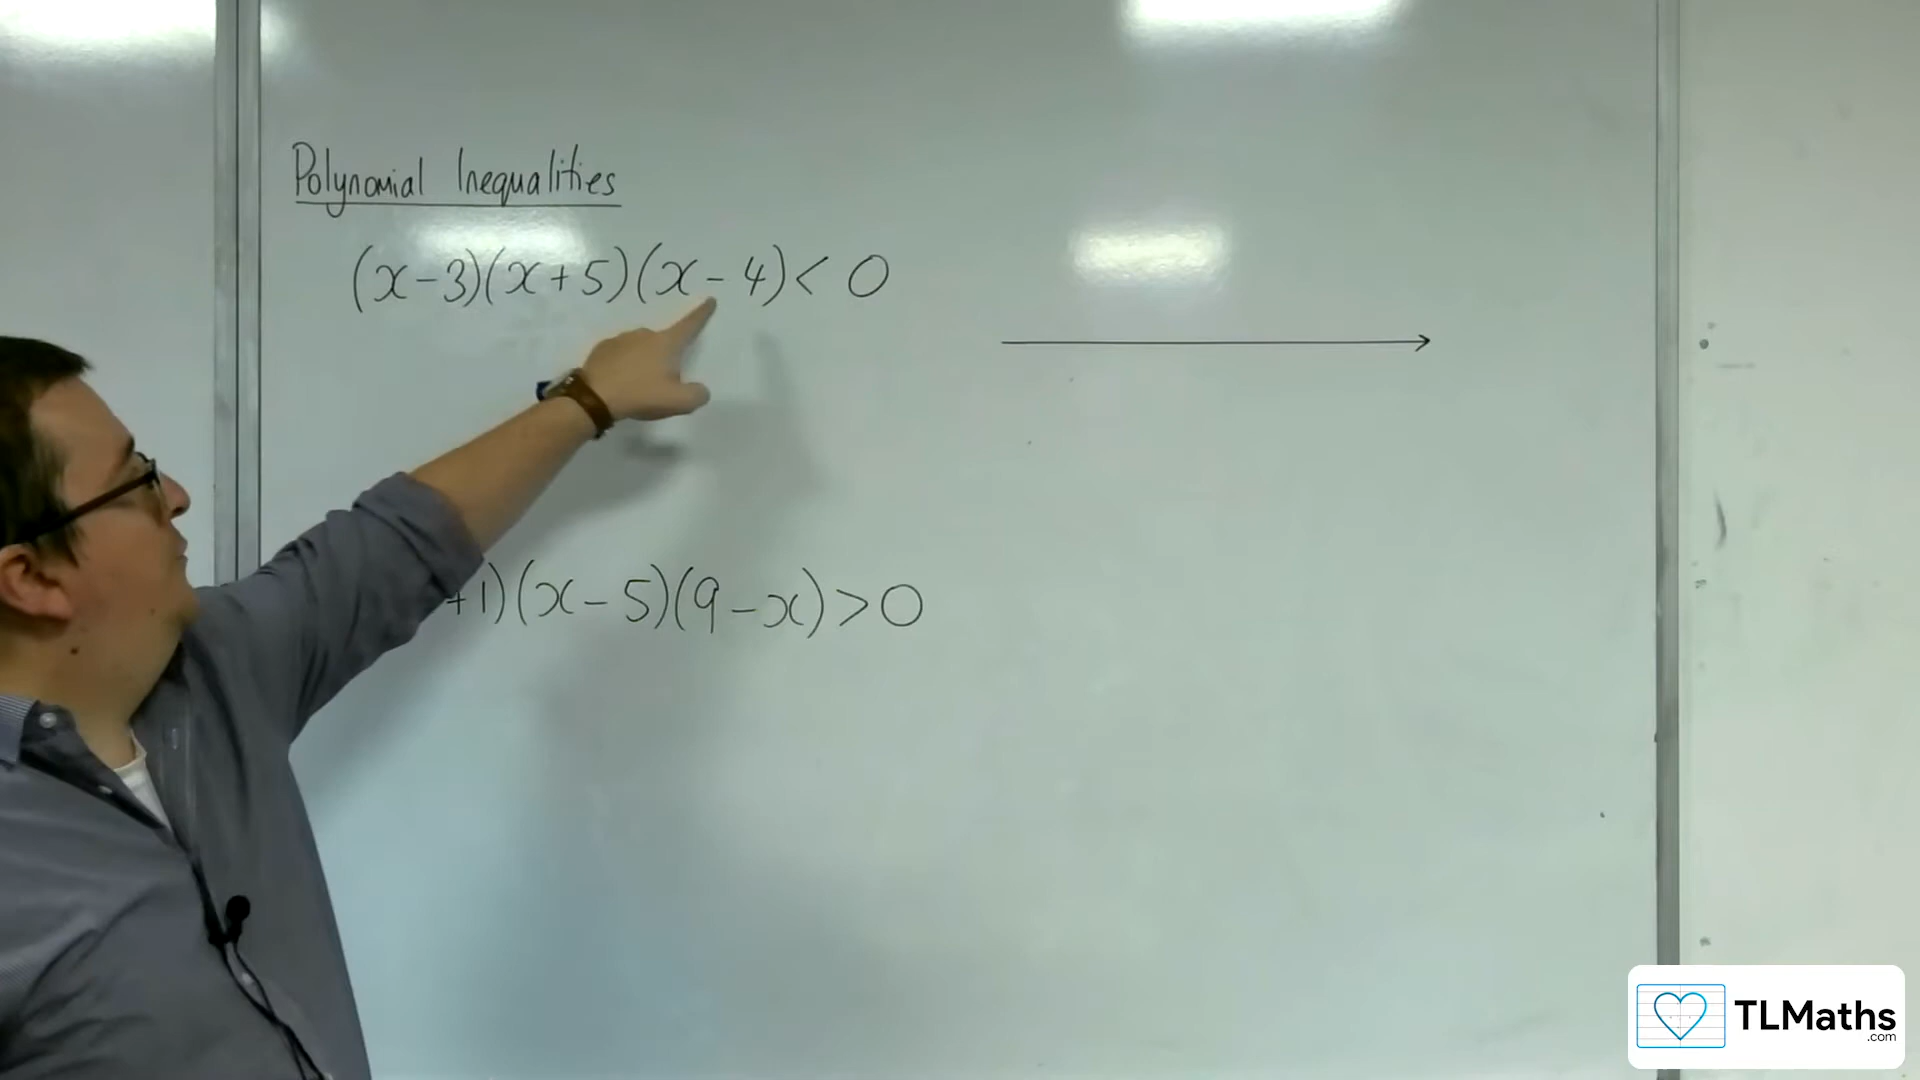 Polynomial Inequalities
(x-3)(x+5)(x-4)< 0
+1)(x-5)(9-x)>0
TLMaths
.com